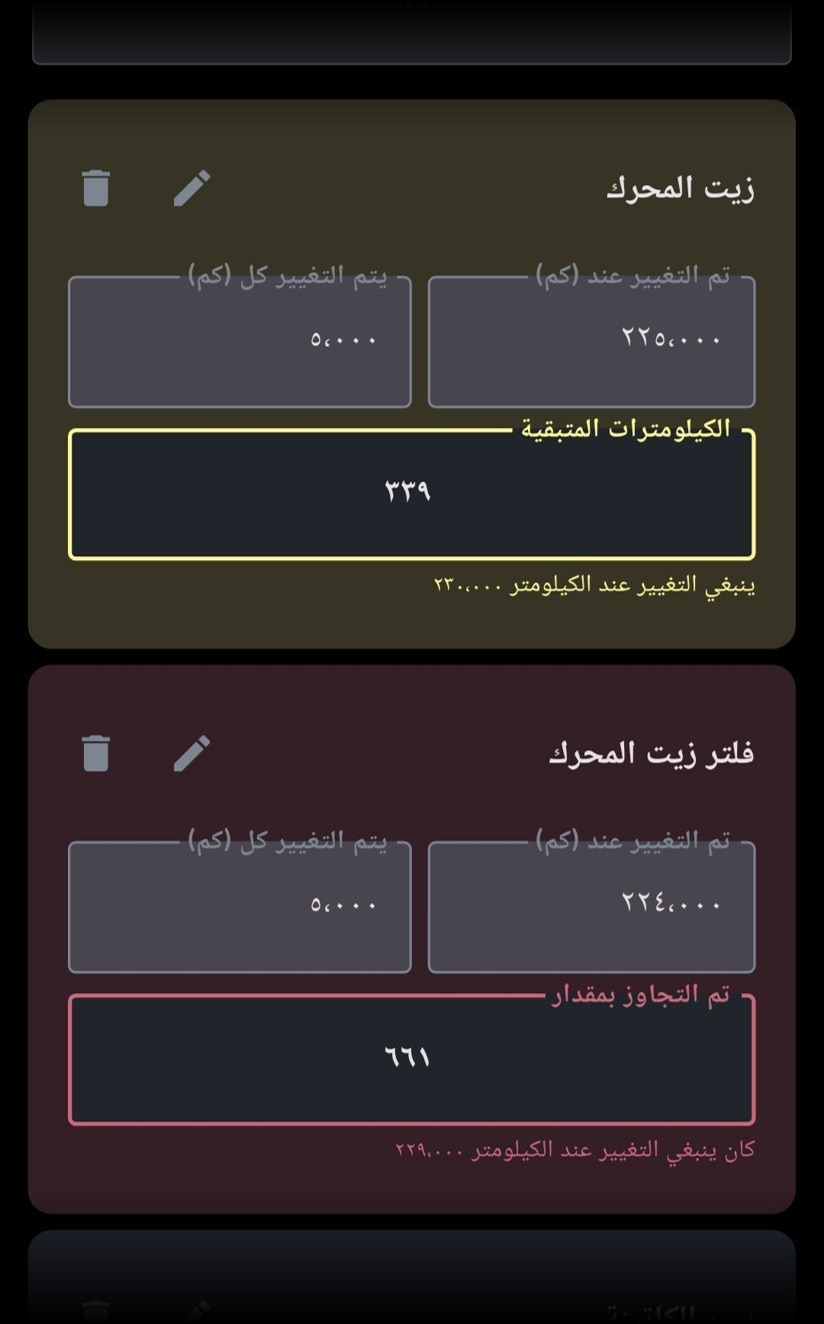 زيت المحرك
تم التغيير عند (كم) يتم التغيير كل (كم)
٢٢٥،٠٠٠ ٥،٠٠٠
الكيلومترات المتبقية
٣٣٩
ينبغي التغيير عند الكيلومتر ٢٣٠،٠٠٠
فلتر زيت المحرك
تم التغيير عند (كم) يتم التغيير كل (كم)
٢٢٤،٠٠٠ ٥،٠٠٠
تم التجاوز بمقدار
٦٦١
كان ينبغي التغيير عند الكيلومتر ٢٢٩،٠٠٠